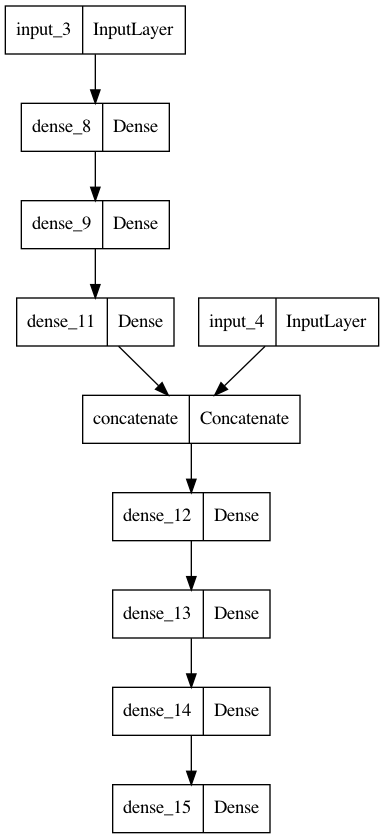 input_3 InputLayer
dense_8 Dense
dense_9 Dense
dense_11 Dense input_4 InputLayer
concatenate Concatenate
dense_12 Dense
dense_13 Dense
dense_14 Dense
dense_15 Dense